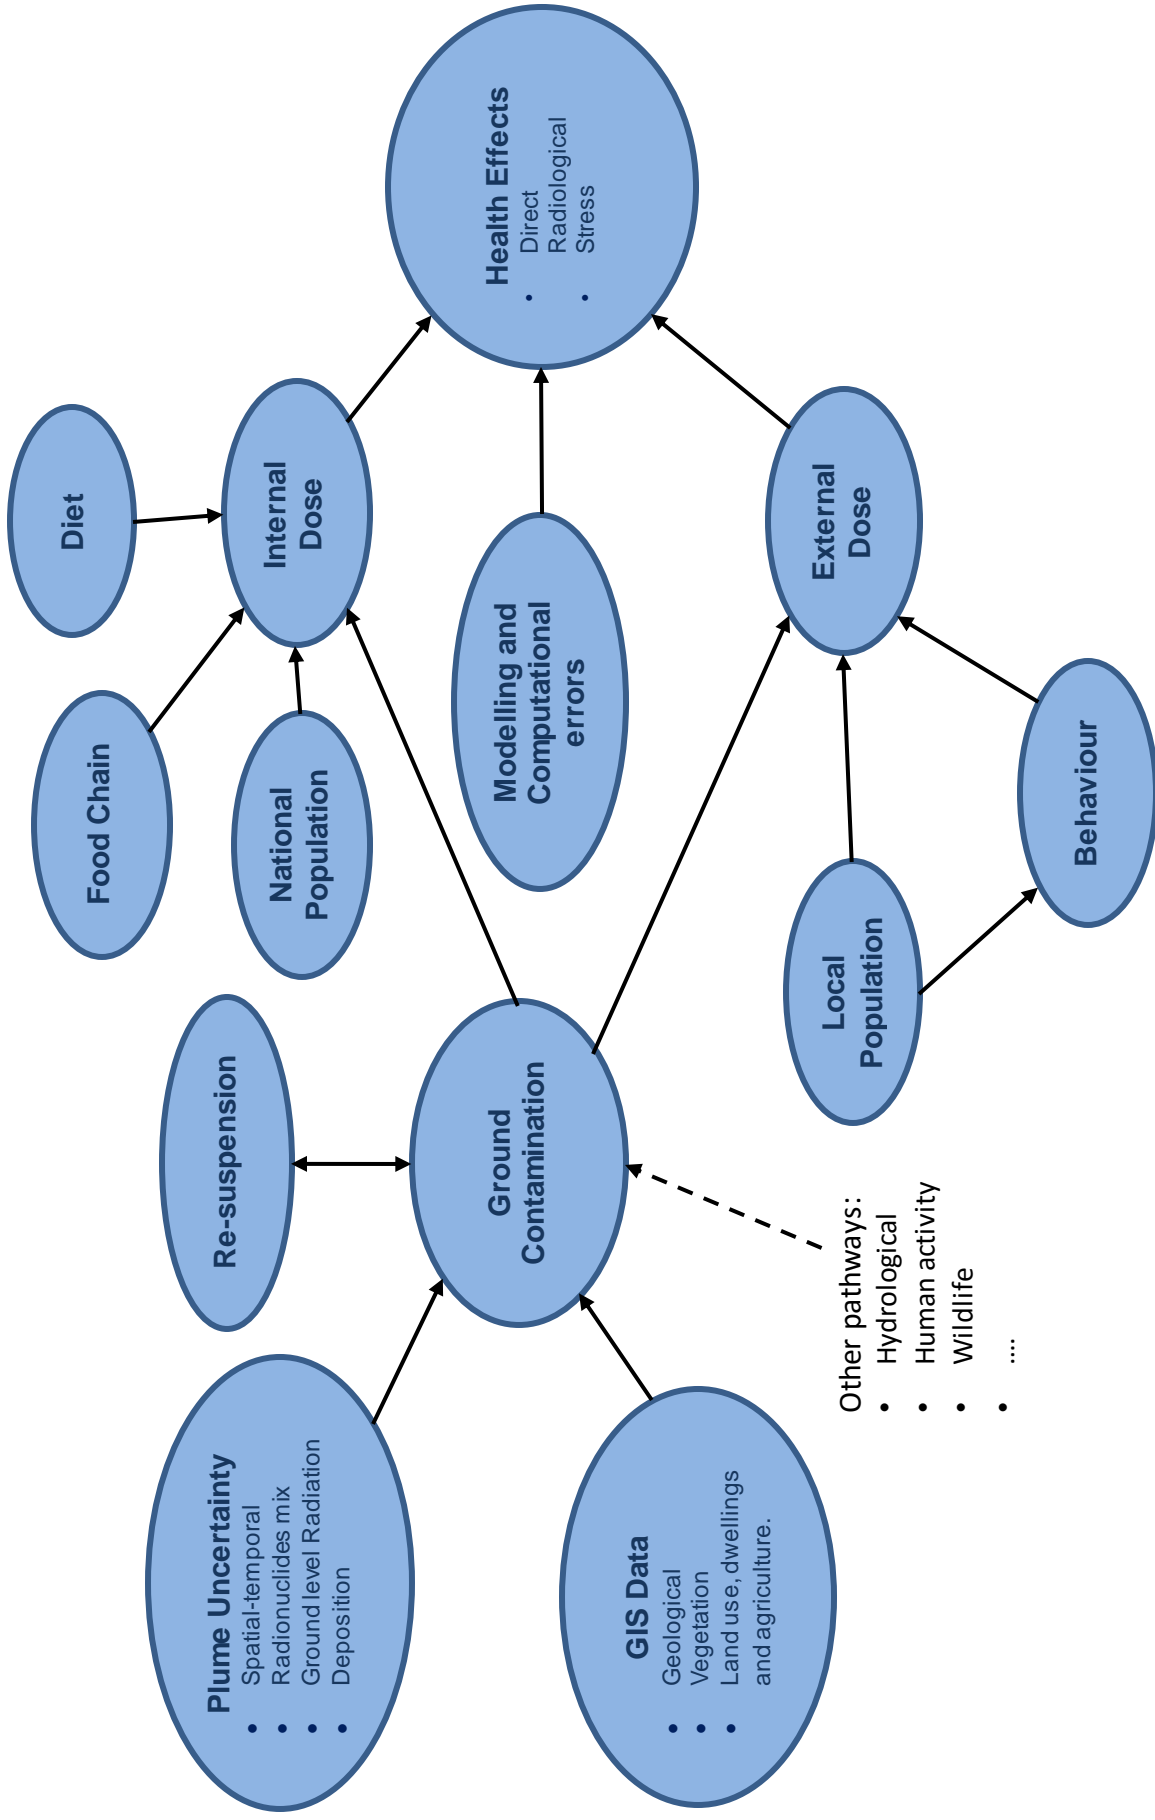 Plume Uncertainty
• Spatial-temporal
• Radionuclides mix
• Ground level Radiation
• Deposition
GIS Data
• Geological
• Vegetation
• Land use, dwellings
and agriculture.
Re-suspension
Ground
Contamination
Other pathways:
• Hydrological
• Human activity
• Wildlife
• ....
Food Chain
National
Population
Diet
Internal
Dose
Modelling and
Computational
errors
Local
Population
Behaviour
External
Dose
Health Effects
• Direct
Radiological
• Stress